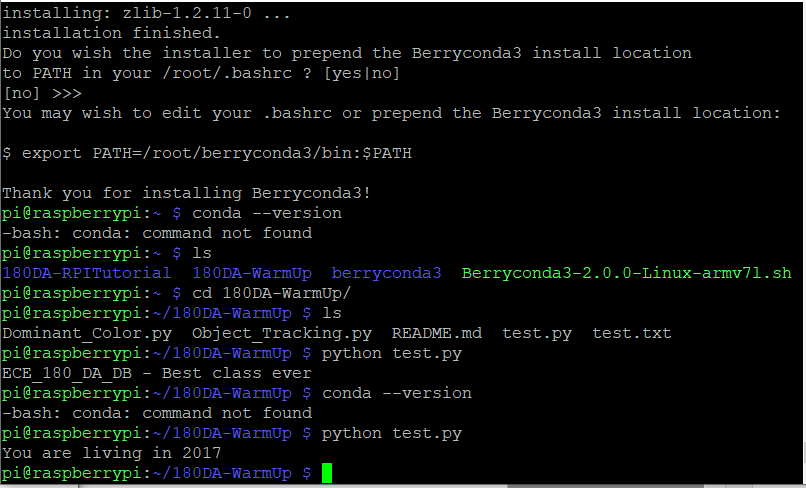 installing: zlib-1.2.11-0 ...
installation finished.
Do you wish the installer to prepend the Berryconda3 install location
to PATH in your /root/.bashrc ? [yes|no]
[no] >>>
You may wish to edit your .bashrc or prepend the Berryconda3 install location:

$ export PATH=/root/berryconda3/bin:$PATH

Thank you for installing Berryconda3!
pi@raspberrypi:~ $ conda --version
-bash: conda: command not found
pi@raspberrypi:~ $ ls
180DA-RPITutorial  180DA-WarmUp  berryconda3  Berryconda3-2.0.0-Linux-armv7l.sh
pi@raspberrypi:~ $ cd 180DA-WarmUp/
pi@raspberrypi:~/180DA-WarmUp $ ls
Dominant_Color.py  Object_Tracking.py  README.md  test.py  test.txt
pi@raspberrypi:~/180DA-WarmUp $ python test.py
ECE_180_DA_DB - Best class ever
pi@raspberrypi:~/180DA-WarmUp $ conda --version
-bash: conda: command not found
pi@raspberrypi:~/180DA-WarmUp $ python test.py
You are living in 2017
pi@raspberrypi:~/180DA-WarmUp $